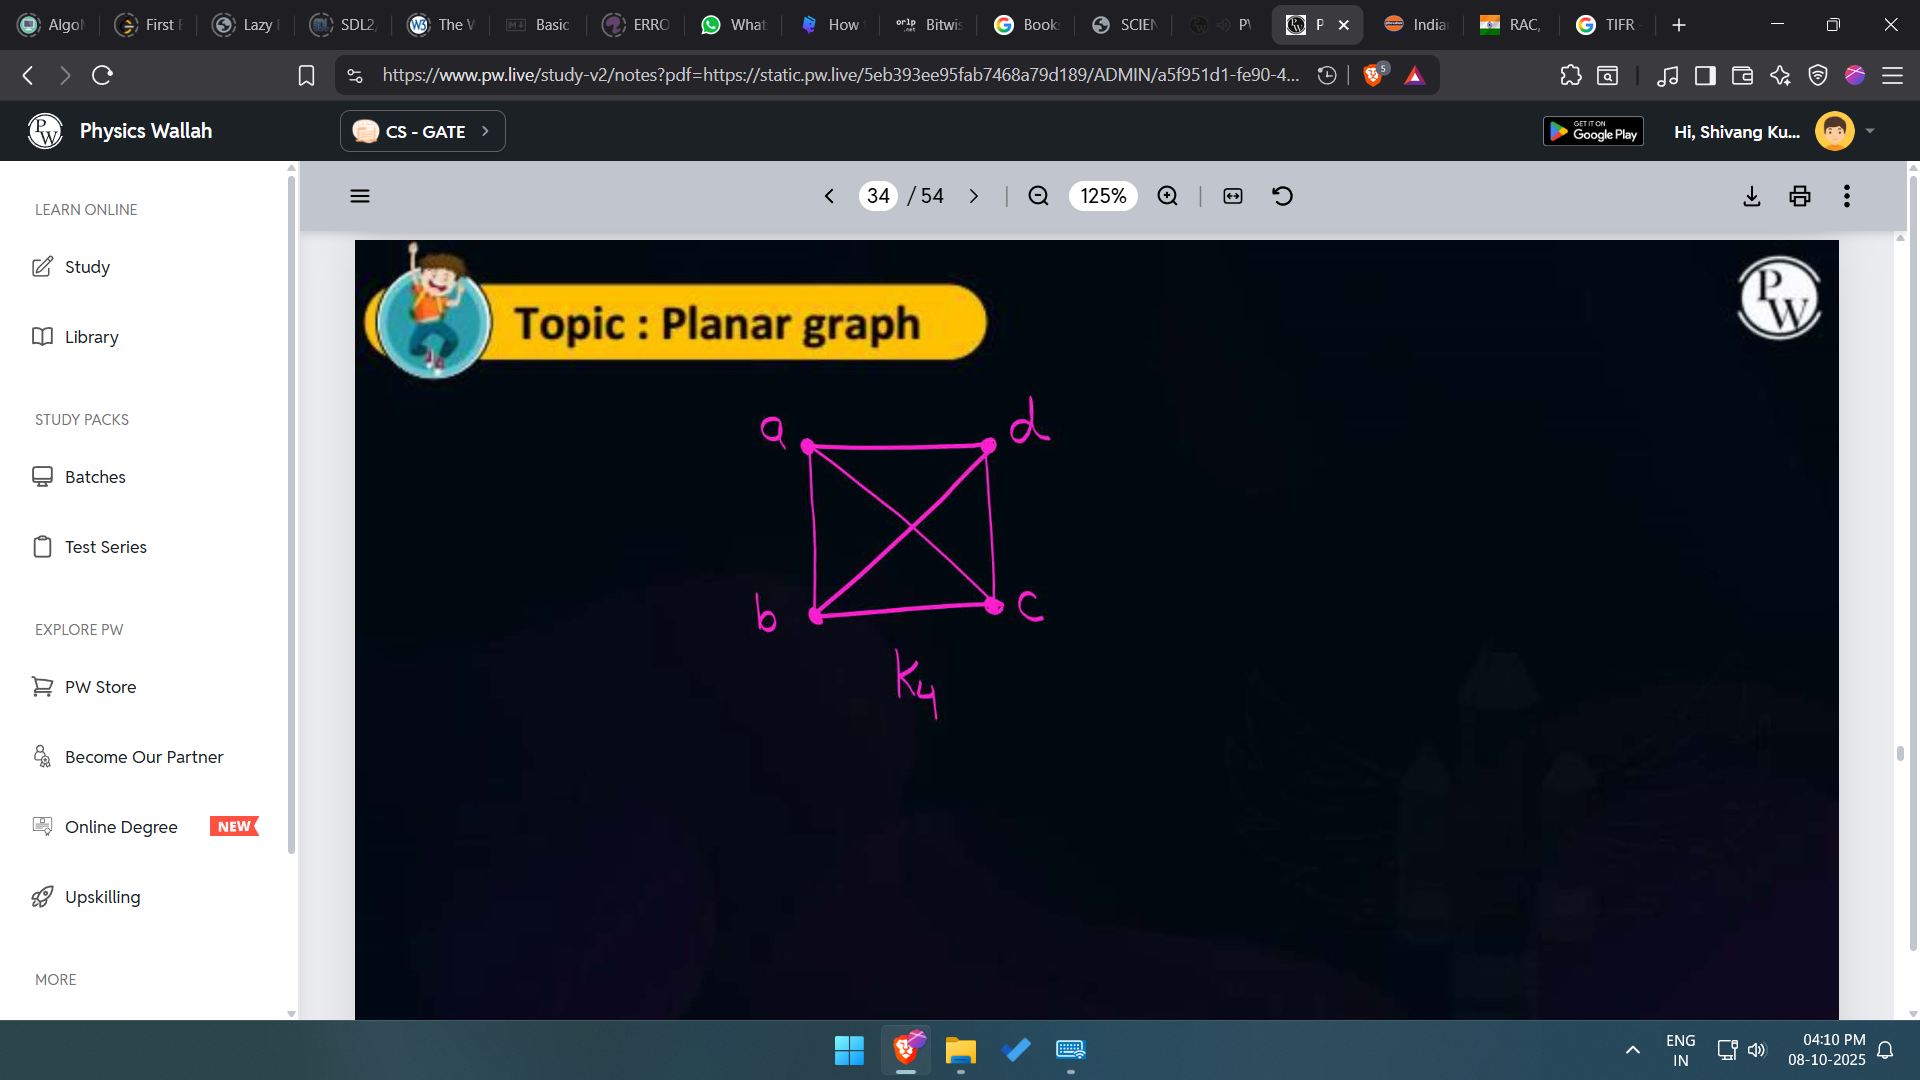 Algo
First
Lazy
SDL2
The
Basic
ERRO
What
How
Bitwis
Book
SCIEN
P
India
RAC,
TIFR
https://www.pw.live/study-v2/notes?pdf=https://static.pw.live/5eb393ee95fab7468a79d189/ADMIN/a5f951d1-fe90-4...
5
PW
Physics Wallah
CS - GATE
GET IT ON
Google Play
Hi, Shivang Ku...
LEARN ONLINE
Study
Library
STUDY PACKS
Batches
Test Series
EXPLORE PW
PW Store
Become Our Partner
Online Degree
NEW
Upskilling
MORE
34 / 54
125%
Topic : Planar graph
PW
a
d
b
c
K4
ENG
IN
04:10 PM
08-10-2025